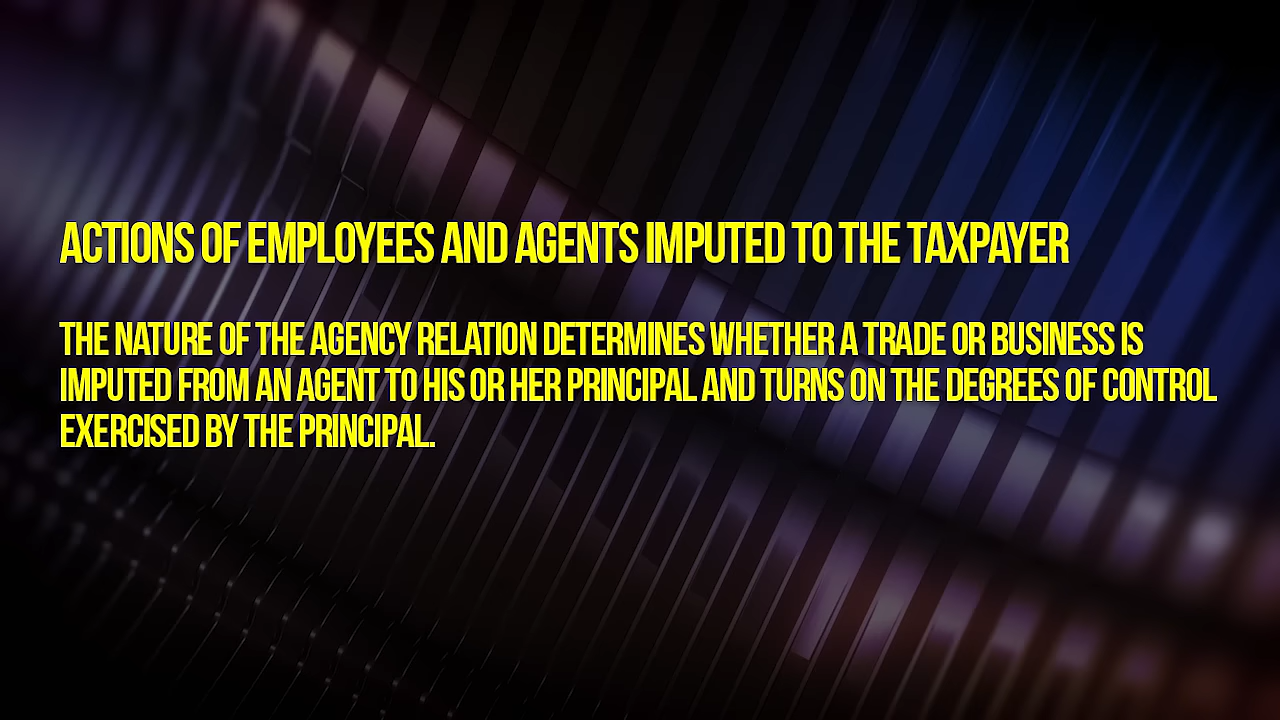 ACTIONS OF EMPLOYEES AND AGENTS IMPUTED TO THE TAXPAYER
THE NATURE OF THE AGENCY RELATION DETERMINES WHETHER A TRADE OR BUSINESS IS
IMPUTED FROM AN AGENT TO HIS OR HER PRINCIPAL AND TURNS ON THE DEGREES OF CONTROL
EXERCISED BY THE PRINCIPAL.